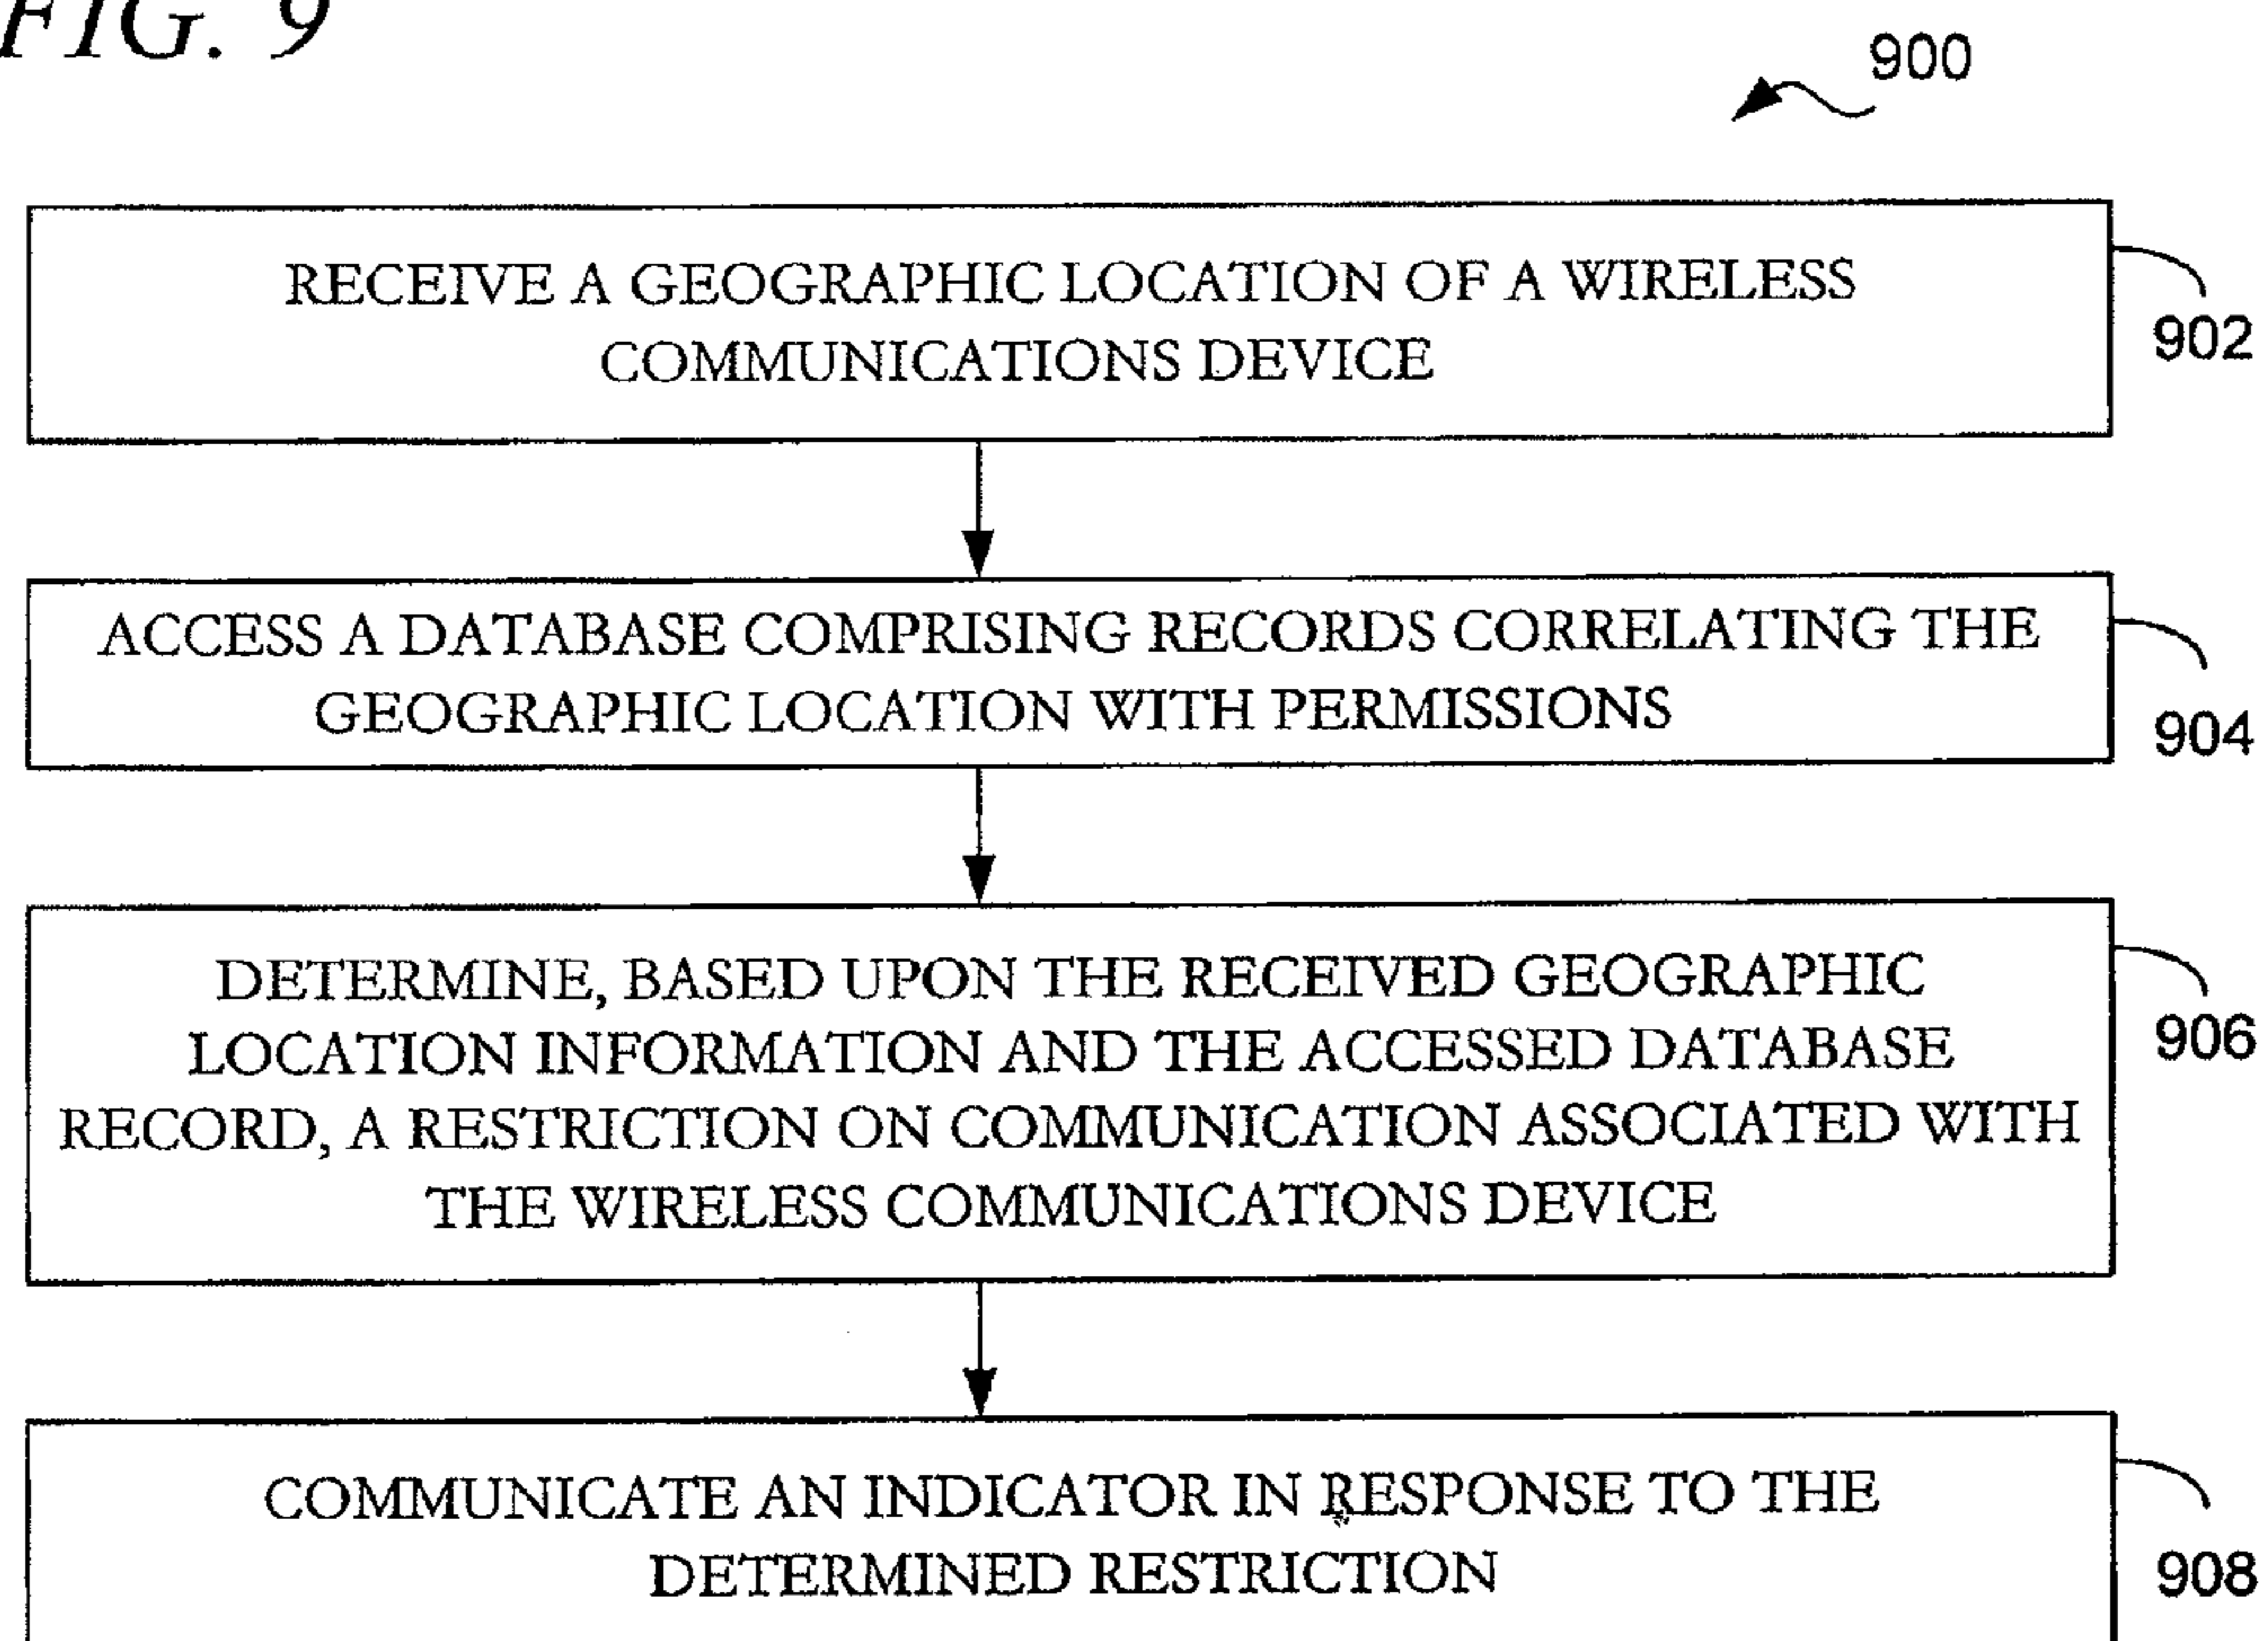 FIG. 9
900
RECEIVE A GEOGRAPHIC LOCATION OF A WIRELESS
COMMUNICATIONS DEVICE
902
ACCESS A DATABASE COMPRISING RECORDS CORRELATING THE
GEOGRAPHIC LOCATION WITH PERMISSIONS
904
DETERMINE, BASED UPON THE RECEIVED GEOGRAPHIC
LOCATION INFORMATION AND THE ACCESSED DATABASE
RECORD, A RESTRICTION ON COMMUNICATION ASSOCIATED WITH
THE WIRELESS COMMUNICATIONS DEVICE
906
COMMUNICATE AN INDICATOR IN RESPONSE TO THE
DETERMINED RESTRICTION
908